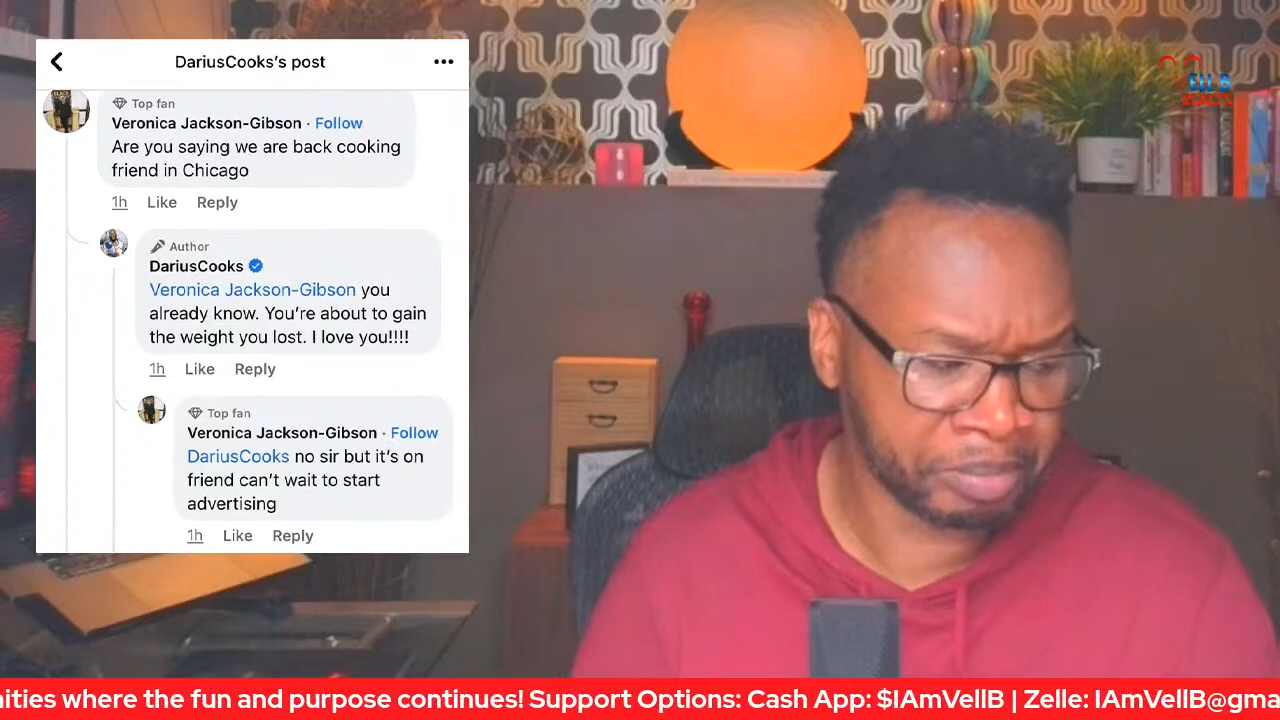 DariusCooks's post
Top fan
Veronica Jackson-Gibson · Follow
Are you saying we are back cooking
friend in Chicago
1h Like Reply
Author
DariusCooks
Veronica Jackson-Gibson you
already know. You're about to gain
the weight you lost. I love you!!!!
1h Like Reply
Top fan
Veronica Jackson-Gibson · Follow
DariusCooks no sir but it's on
friend can't wait to start
advertising
1h Like Reply
ities where the fun and purpose continues! Support Options: Cash App: $IAmVellB | Zelle: IAmVellB@gma